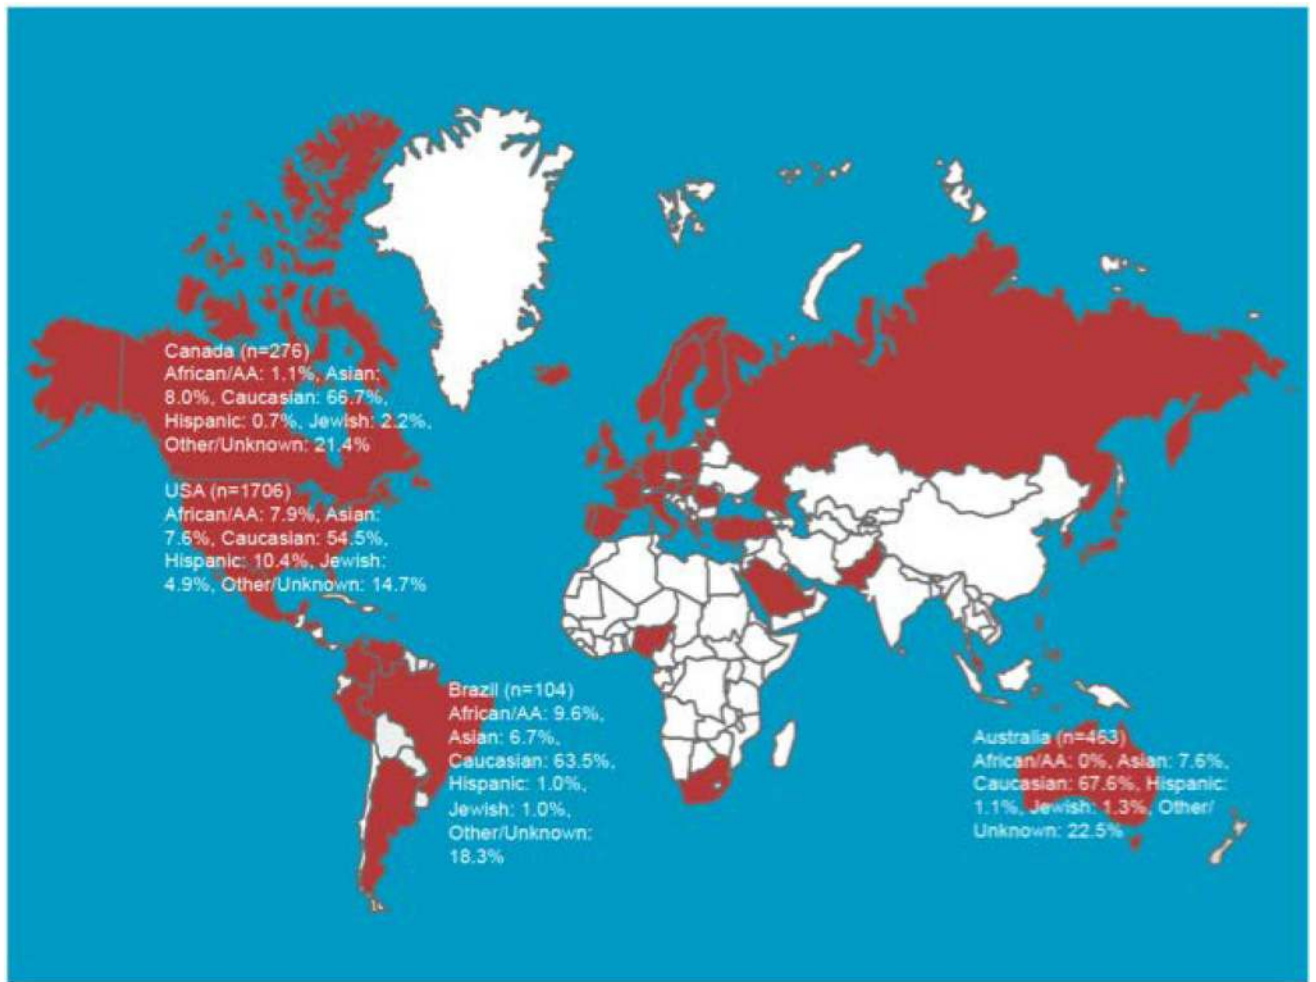 Canada (n=276)
African/AA: 1.1%, Asian:
8.0%, Caucasian: 66.7%,
Hispanic: 0.7%, Jewish: 2.2%,
Other/Unknown: 21.4%
USA (n=1706)
African/AA: 7.9%, Asian:
7.6%, Caucasian: 54.5%,
Hispanic: 10.4%, Jewish:
4.9%, Other/Unknown: 14.7%
Brazil (n=104)
African/AA: 9.6%,
Asian: 6.7%,
Caucasian: 63.5%,
Hispanic: 1.0%,
Jewish: 1.0%,
Other/Unknown:
18.3%
Australia (n=463)
African/AA: 0%, Asian: 7.6%,
Caucasian: 67.6%, Hispanic:
1.1%, Jewish: 1.3%, Other/
Unknown: 22.5%